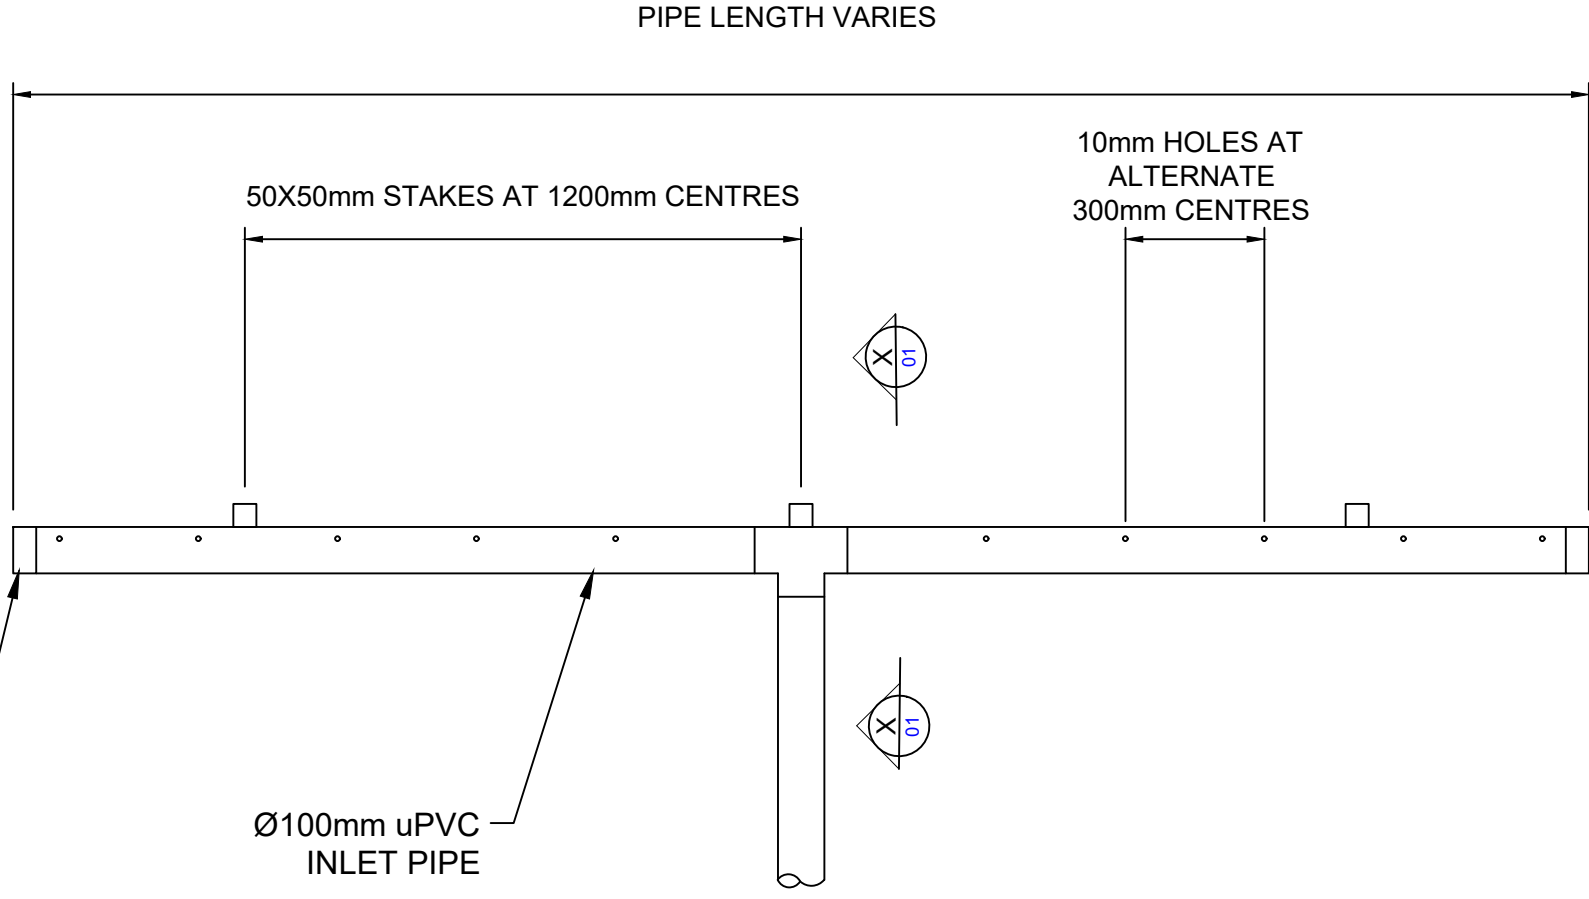 PIPE LENGTH VARIES
10mm HOLES AT
ALTERNATE
300mm CENTRES
50X50mm STAKES AT 1200mm CENTRES
X
01
X
01
Ø100mm uPVC
INLET PIPE